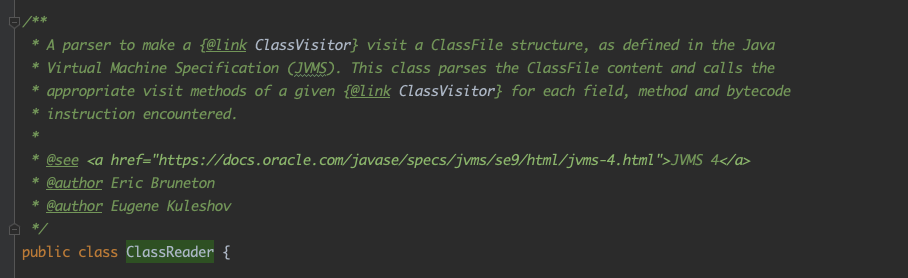 /**
* A parser to make a {@link ClassVisitor} visit a ClassFile structure, as defined in the Java
* Virtual Machine Specification (JVMS). This class parses the ClassFile content and calls the
* appropriate visit methods of a given {@link ClassVisitor} for each field, method and bytecode
* instruction encountered.
*
* @see <a href="https://docs.oracle.com/javase/specs/jvms/se9/html/jvms-4.html">JVMS 4</a>
* @author Eric Bruneton
* @author Eugene Kuleshov
*/
public class ClassReader {